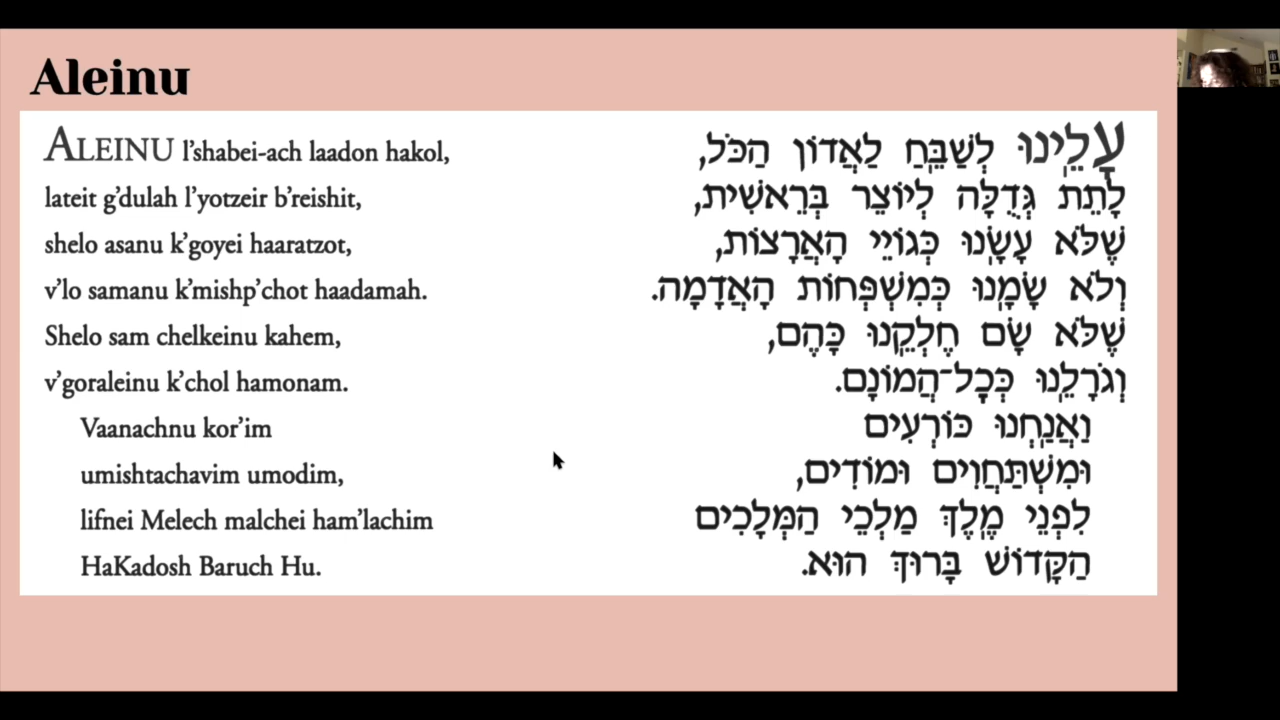 Aleinu
ALEINU l’shabei-ach laadon hakol,
lateit g’dulah l’yotzeir b’reishit,
shelo asanu k’goyei haaratzot,
v’lo samanu k’mishp’chot haadamah.
Shelo sam chelkeinu kahem,
v’goraleinu k’chol hamonam.
Vaanachnu kor’im
umishtachavim umodim,
lifnei Melech malchei ham’lachim
HaKadosh Baruch Hu.
עָלֵֽינוּ לְשַׁבֵּֽחַ לַאֲדוֹן הַכֹּל,
לָתֵת גְּדֻלָּה לְיוֹצֵר בְּרֵאשִׁית,
שֶׁלֹּא עָשָֽׂנוּ כְּגוֹיֵי הָאֲרָצוֹת,
וְלֹא שָׂמָֽנוּ כְּמִשְׁפְּחוֹת הָאֲדָמָה.
שֶׁלֹּא שָׂם חֶלְקֵֽנוּ כָּהֶם,
וְגֹרָלֵֽנוּ כְּכׇל־הֲמוֹנָם.
וַאֲנַֽחְנוּ כּוֹרְעִים
וּמִשְׁתַּחֲוִים וּמוֹדִים,
לִפְנֵי מֶֽלֶךְ מַלְכֵי הַמְּלָכִים
הַקָּדוֹשׁ בָּרוּךְ הוּא.